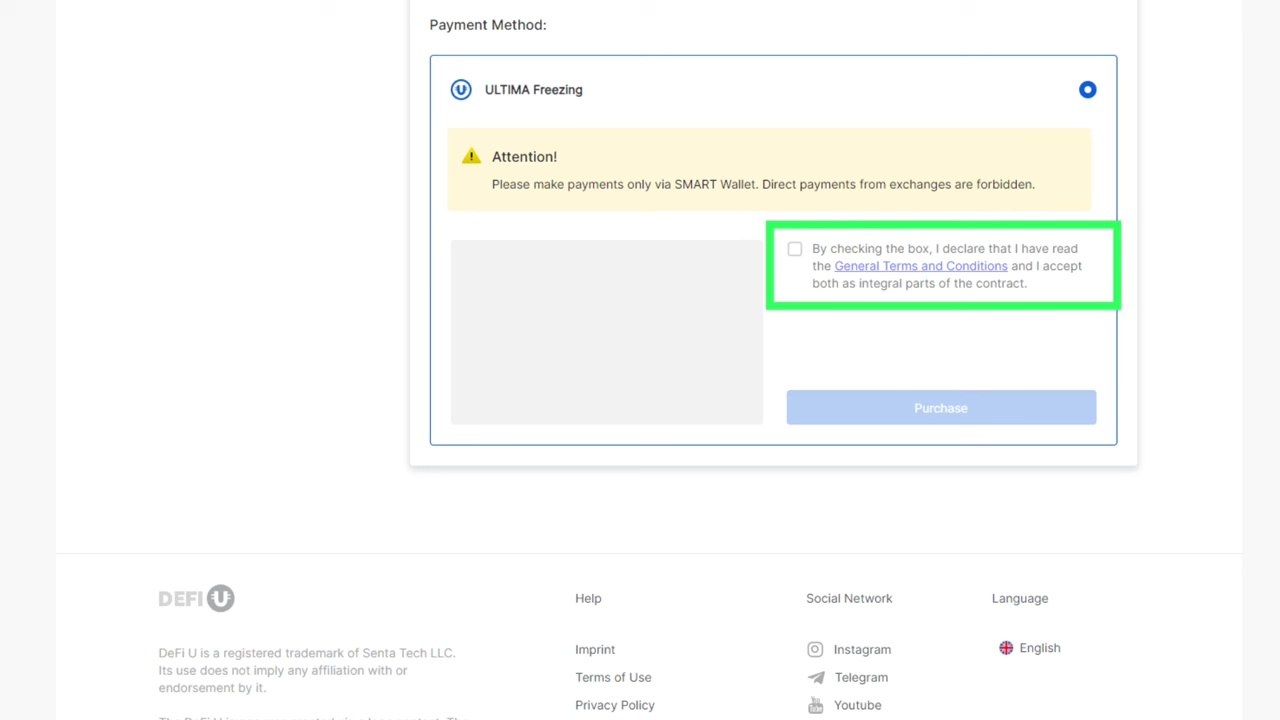 Payment Method:
ULTIMA Freezing
Attention!
Please make payments only via SMART Wallet. Direct payments from exchanges are forbidden.
By checking the box, I declare that I have read
the General Terms and Conditions and I accept
both as integral parts of the contract.
Purchase
DEFI U
DeFi U is a registered trademark of Senta Tech LLC.
Its use does not imply any affiliation with or
endorsement by it.
Help
Imprint
Terms of Use
Privacy Policy
Social Network
Instagram
Telegram
Youtube
Language
English